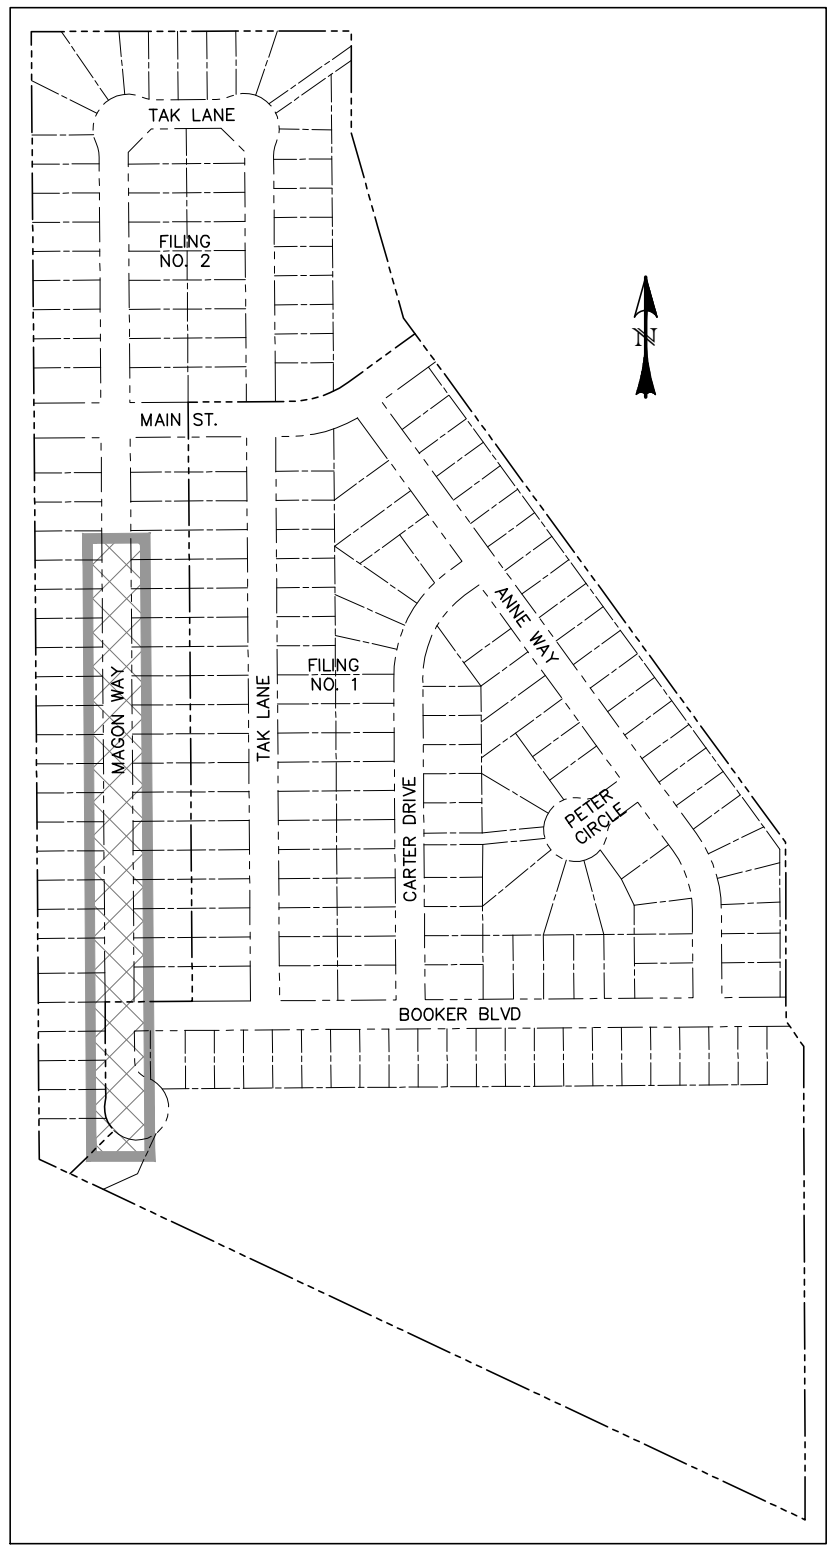 TAK LANE
FILING
NO. 2
N
MAIN ST.
ANNE WAY
FILING
NO. 1
MAGON WAY
TAK LANE
CARTER DRIVE
PETER
CIRCLE
BOOKER BLVD